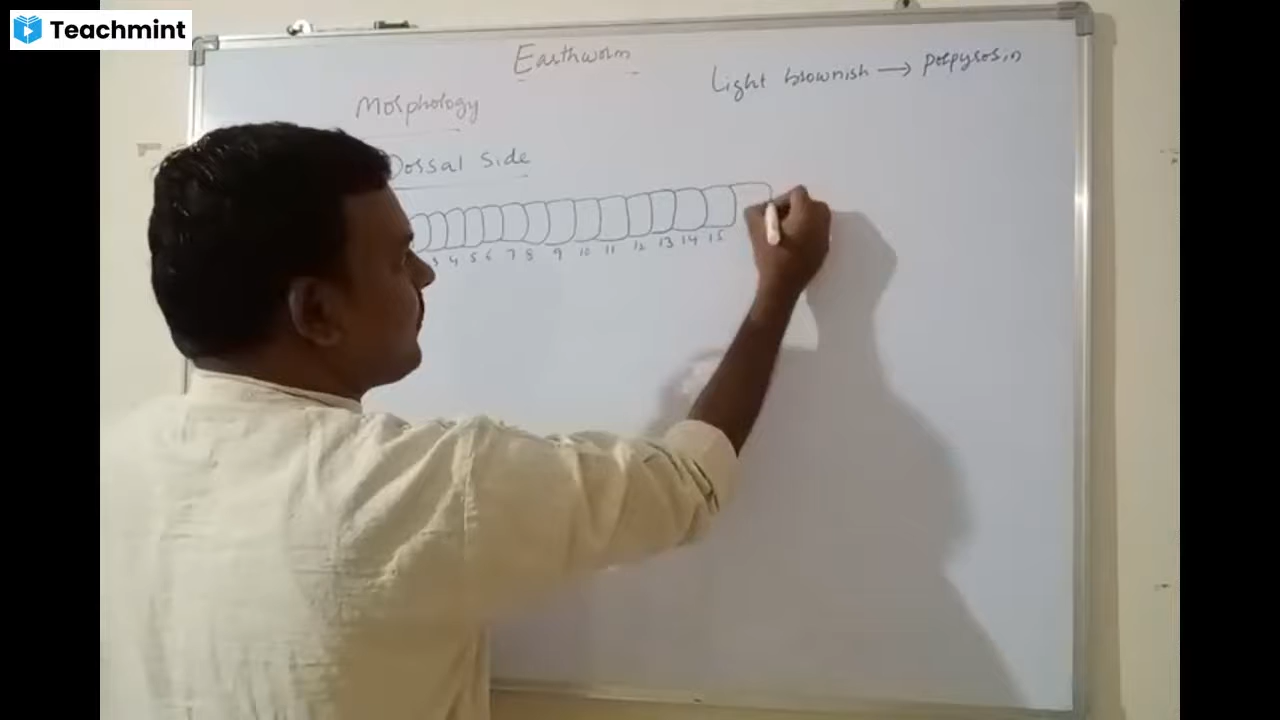 Teachmint
Earthworm
Light brownish → porpyrosin
Morphology
Dorsal side
3 4 5 6 7 8 9 10 11 12 13 14 15